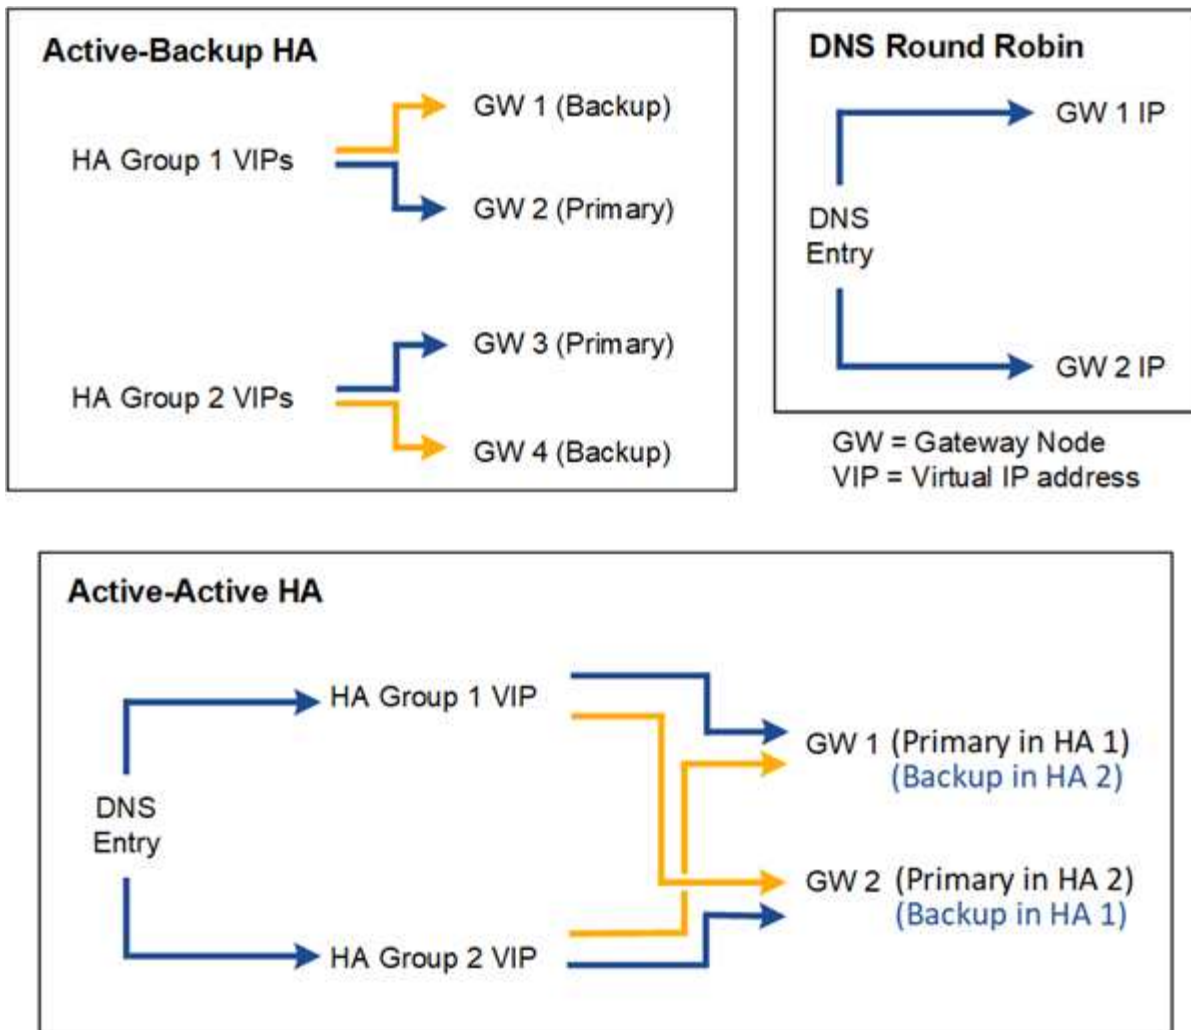 Active-Backup HA
HA Group 1 VIPs
GW 1 (Backup)
GW 2 (Primary)
HA Group 2 VIPs
GW 3 (Primary)
GW 4 (Backup)
DNS Round Robin
GW 1 IP
DNS
Entry
GW 2 IP
GW = Gateway Node
VIP = Virtual IP address
Active-Active HA
DNS
Entry
HA Group 1 VIP
HA Group 2 VIP
GW 1 (Primary in HA 1)
(Backup in HA 2)
GW 2 (Primary in HA 2)
(Backup in HA 1)